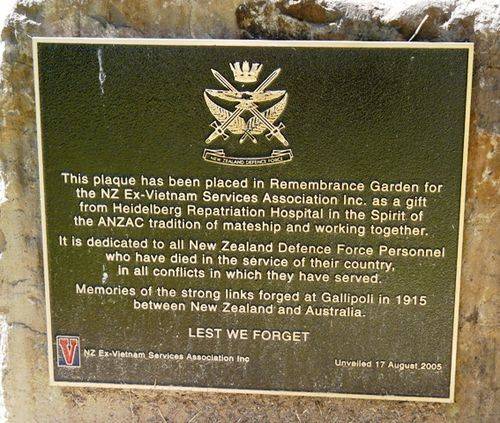 NEW ZEALAND DEFENCE FORCE
This plaque has been placed in Remembrance Garden for
the NZ Ex-Vietnam Services Association Inc. as a gift
from Heidelberg Repatriation Hospital in the Spirit of
the ANZAC tradition of mateship and working together.
It is dedicated to all New Zealand Defence Force Personnel
who have died in the service of their country,
in all conflicts in which they have served.
Memories of the strong links forged at Gallipoli in 1915
between New Zealand and Australia.
LEST WE FORGET
V NZ Ex-Vietnam Services Association Inc
Unveiled 17 August 2005